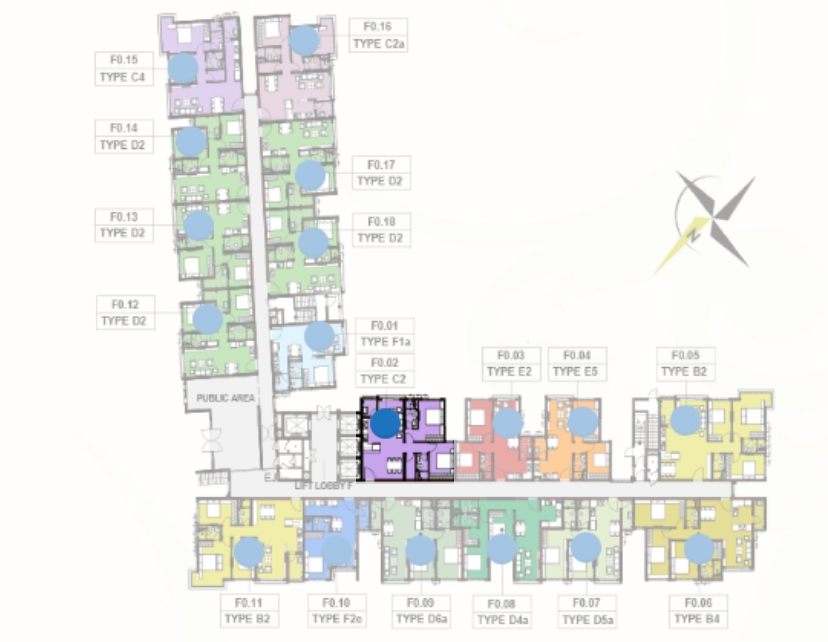 F0.16
TYPE C2a
F0.15
TYPE C4
F0.14
TYPE D2
F0.17
TYPE D2
F0.13
TYPE D2
F0.18
TYPE D2
N
F0.12
TYPE D2
F0.01
TYPE F1a
F0.02
TYPE C2
F0.03
TYPE E2
F0.04
TYPE E5
F0.05
TYPE B2
PUBLIC AREA
LIFT LOBBY F
F0.11
TYPE B2
F0.10
TYPE F2c
F0.09
TYPE D6a
F0.08
TYPE D4a
F0.07
TYPE D5a
F0.06
TYPE B4